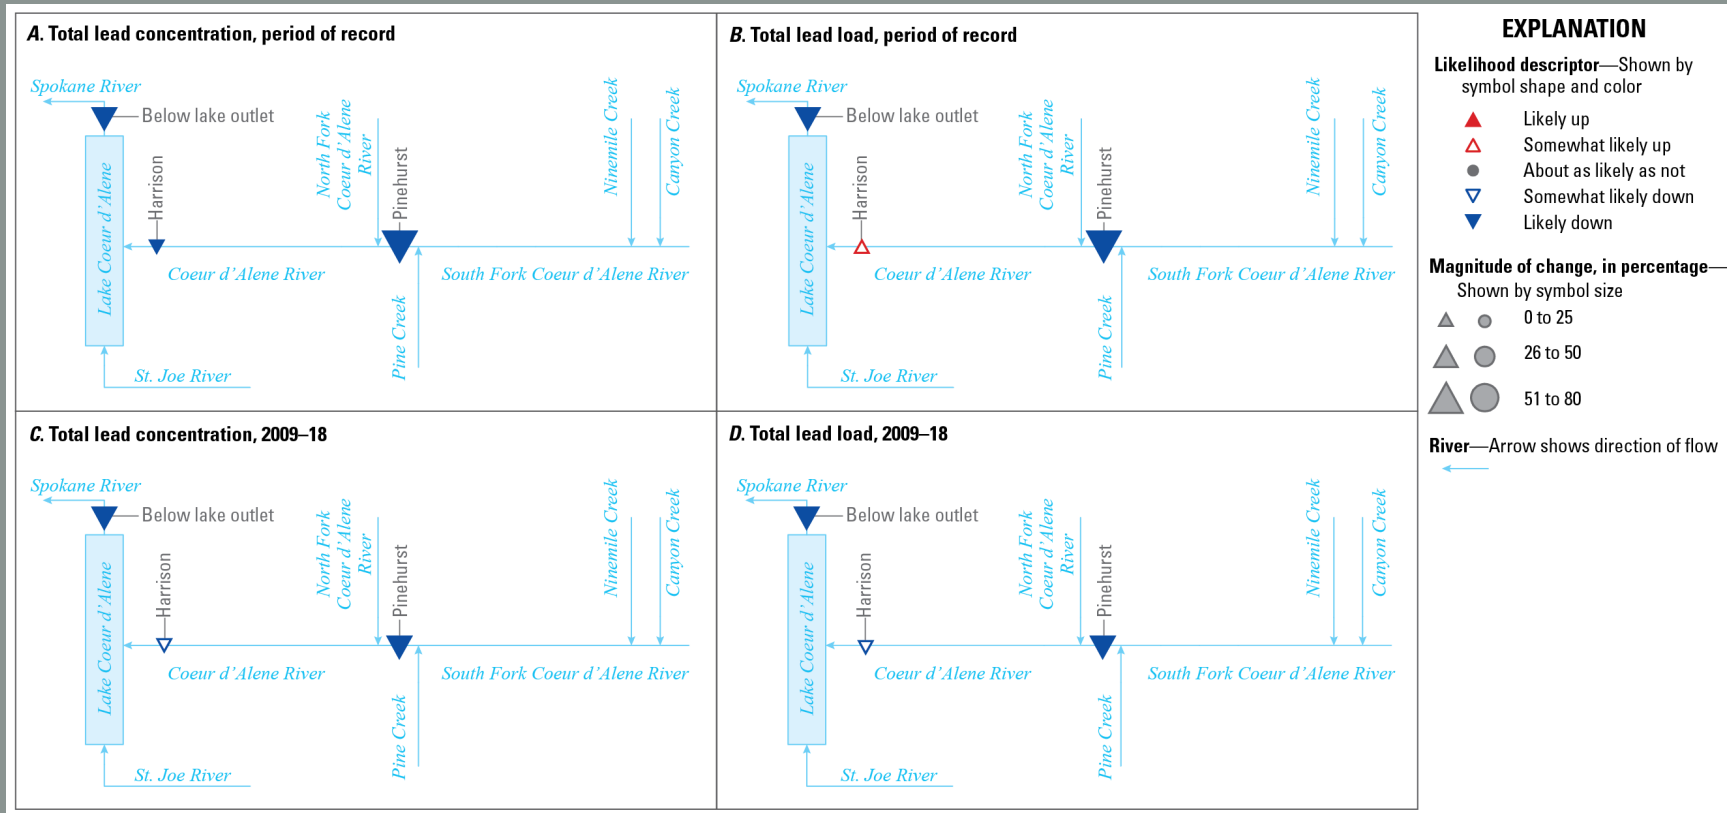 A. Total lead concentration, period of record
Spokane River
Below lake outlet
Lake Coeur d'Alene
Harrison
North Fork
Coeur d'Alene
River
Pinehurst
Ninemile Creek
Canyon Creek
Coeur d'Alene River
South Fork Coeur d'Alene River
Pine Creek
St. Joe River
B. Total lead load, period of record
Spokane River
Below lake outlet
Lake Coeur d'Alene
Harrison
North Fork
Coeur d'Alene
River
Pinehurst
Ninemile Creek
Canyon Creek
Coeur d'Alene River
South Fork Coeur d'Alene River
Pine Creek
St. Joe River
C. Total lead concentration, 2009–18
Spokane River
Below lake outlet
Lake Coeur d'Alene
Harrison
North Fork
Coeur d'Alene
River
Pinehurst
Ninemile Creek
Canyon Creek
Coeur d'Alene River
South Fork Coeur d'Alene River
Pine Creek
St. Joe River
D. Total lead load, 2009–18
Spokane River
Below lake outlet
Lake Coeur d'Alene
Harrison
North Fork
Coeur d'Alene
River
Pinehurst
Ninemile Creek
Canyon Creek
Coeur d'Alene River
South Fork Coeur d'Alene River
Pine Creek
St. Joe River
EXPLANATION
Likelihood descriptor—Shown by
symbol shape and color
Likely up
Somewhat likely up
About as likely as not
Somewhat likely down
Likely down
Magnitude of change, in percentage—
Shown by symbol size
0 to 25
26 to 50
51 to 80
River—Arrow shows direction of flow